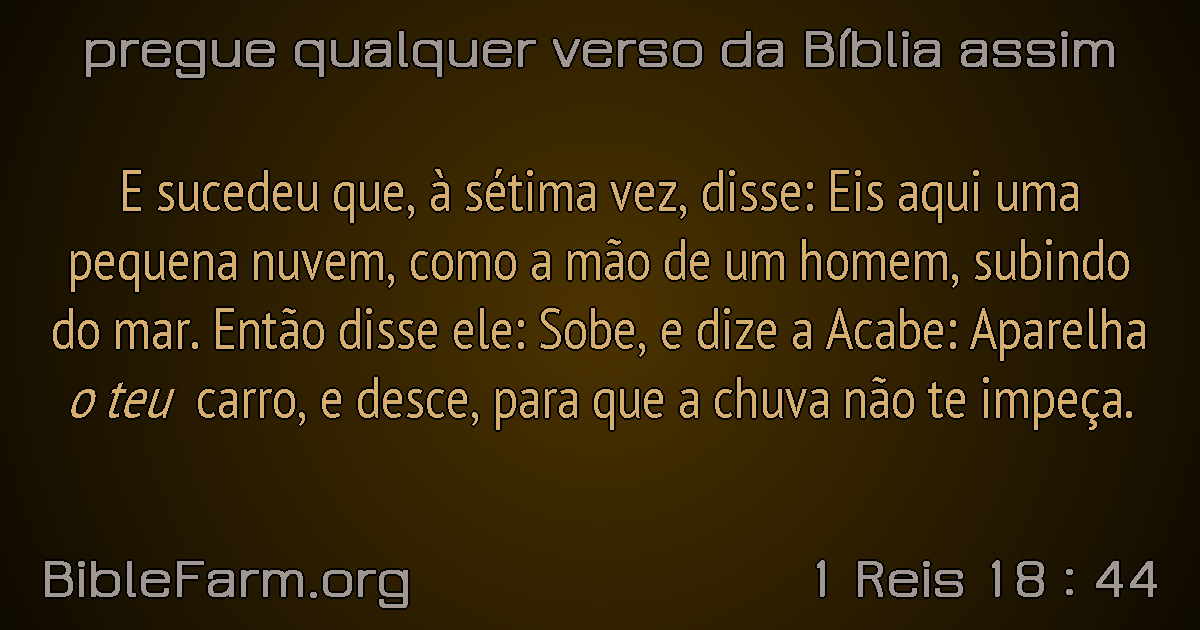 pregue qualquer verso da Bíblia assim
E sucedeu que, à sétima vez, disse: Eis aqui uma
pequena nuvem, como a mão de um homem, subindo
do mar. Então disse ele: Sobe, e dize a Acabe: Aparelha
o teu carro, e desce, para que a chuva não te impeça.
BibleFarm.org
1 Reis 18 : 44